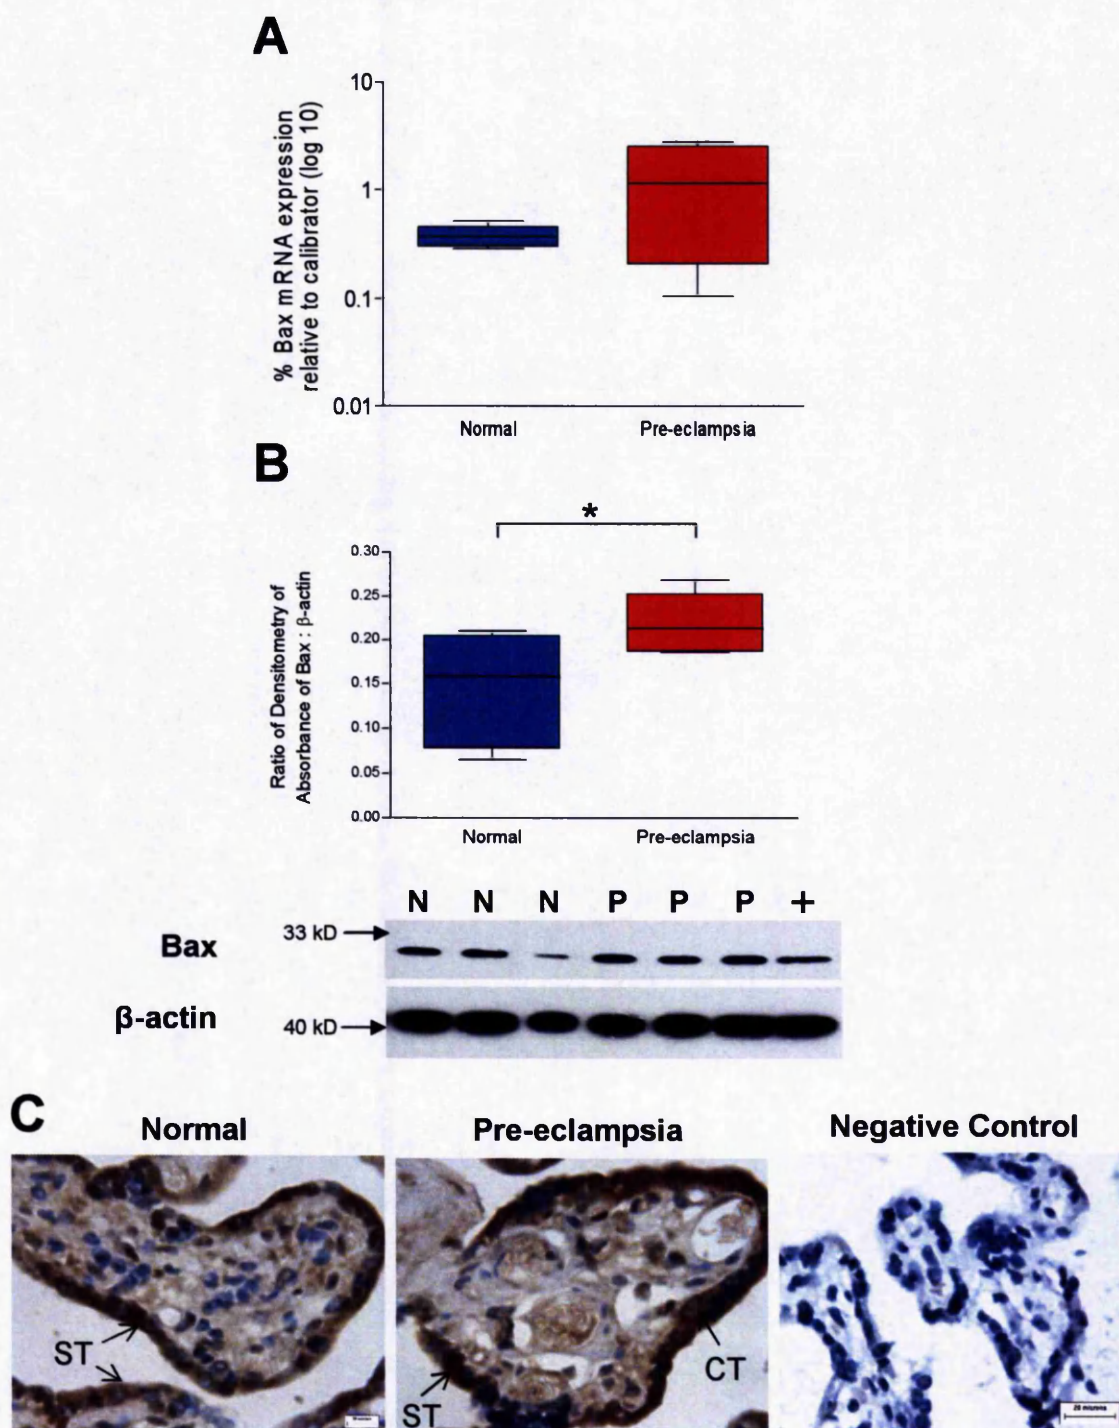 A
10
1
0.1
0.01
% Bax mRNA expression
relative to calibrator (log 10)
Normal Pre-eclampsia
B
*
0.30
0.25
0.20
0.15
0.10
0.05
0.00
Ratio of Densitometry of
Absorbance of Bax : β-actin
Normal Pre-eclampsia
N N N P P P +
Bax 33 kD
β-actin 40 kD
C
Normal Pre-eclampsia Negative Control
ST
ST
CT
20 microns